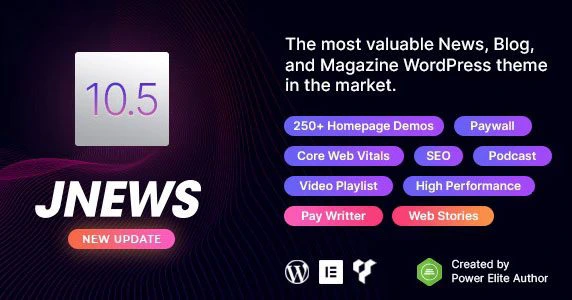 10.5
JNEWS
NEW UPDATE
The most valuable News, Blog,
and Magazine WordPress theme
in the market.
250+ Homepage Demos
Paywall
Core Web Vitals
SEO
Podcast
Video Playlist
High Performance
Pay Writter
Web Stories
Created by
Power Elite Author